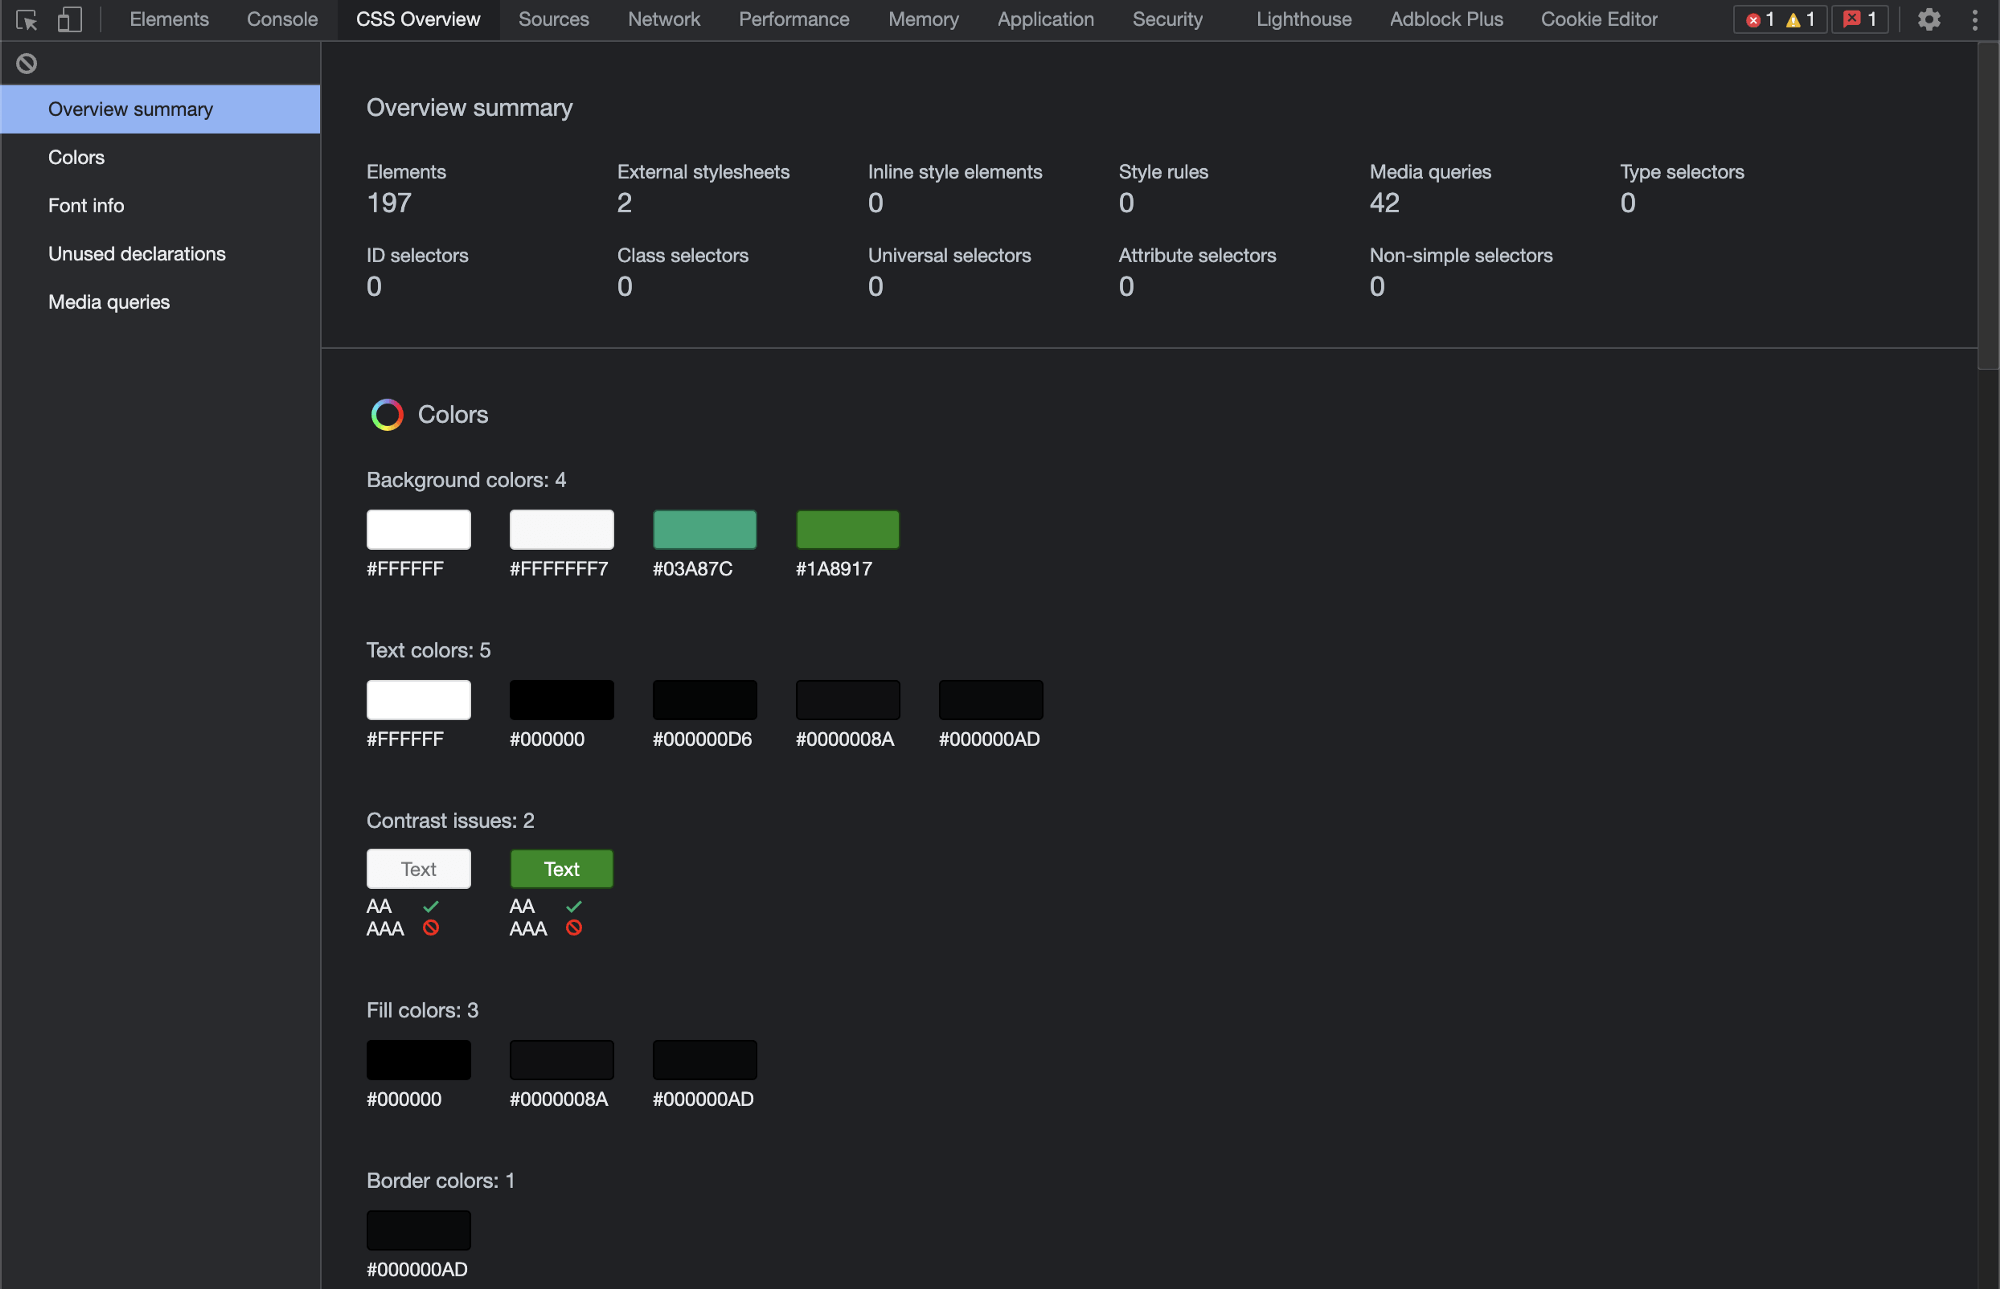 Elements Console CSS Overview Sources Network Performance Memory Application Security Lighthouse Adblock Plus Cookie Editor 1 1 1
Overview summary
Colors
Font info
Unused declarations
Media queries
Overview summary
Elements External stylesheets Inline style elements Style rules Media queries Type selectors
197 2 0 0 42 0
ID selectors Class selectors Universal selectors Attribute selectors Non-simple selectors
0 0 0 0 0
Colors
Background colors: 4
#FFFFFF #FFFFFFF7 #03A87C #1A8917
Text colors: 5
#FFFFFF #000000 #000000D6 #0000008A #000000AD
Contrast issues: 2
Text Text
AA AA
AAA AAA
Fill colors: 3
#000000 #0000008A #000000AD
Border colors: 1
#000000AD